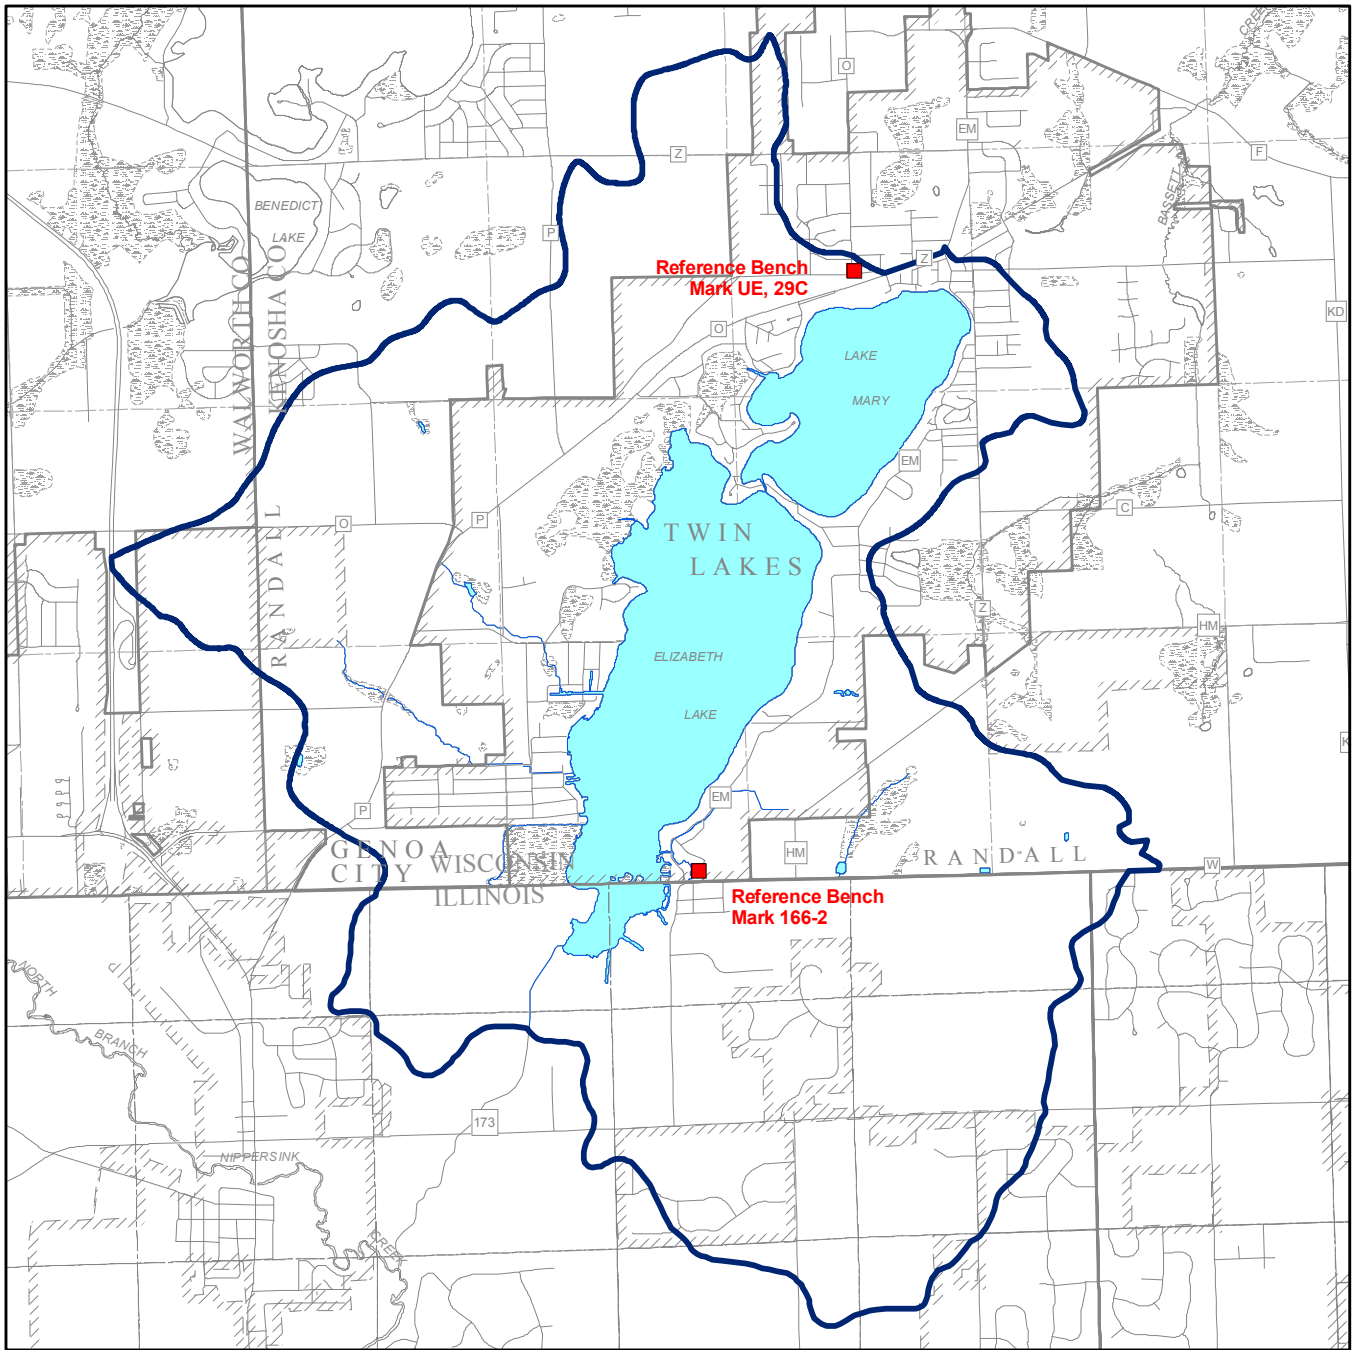 CREEK
O
EM
Z
F
BASSETT
BENEDICT
LAKE
P
Z
WALWORTH CO
KENOSHA CO
Reference Bench
Mark UE, 29C
KD
O
LAKE
MARY
EM
P
O
C
TWIN
LAKES
RANDALL
Z
HM
ELIZABETH
LAKE
K
EM
P
HM
GENOA
CITY
WISCONSIN
RANDALL
W
ILLINOIS
Reference Bench
Mark 166-2
NORTH
BRANCH
173
NIPPERSINK
CREEK